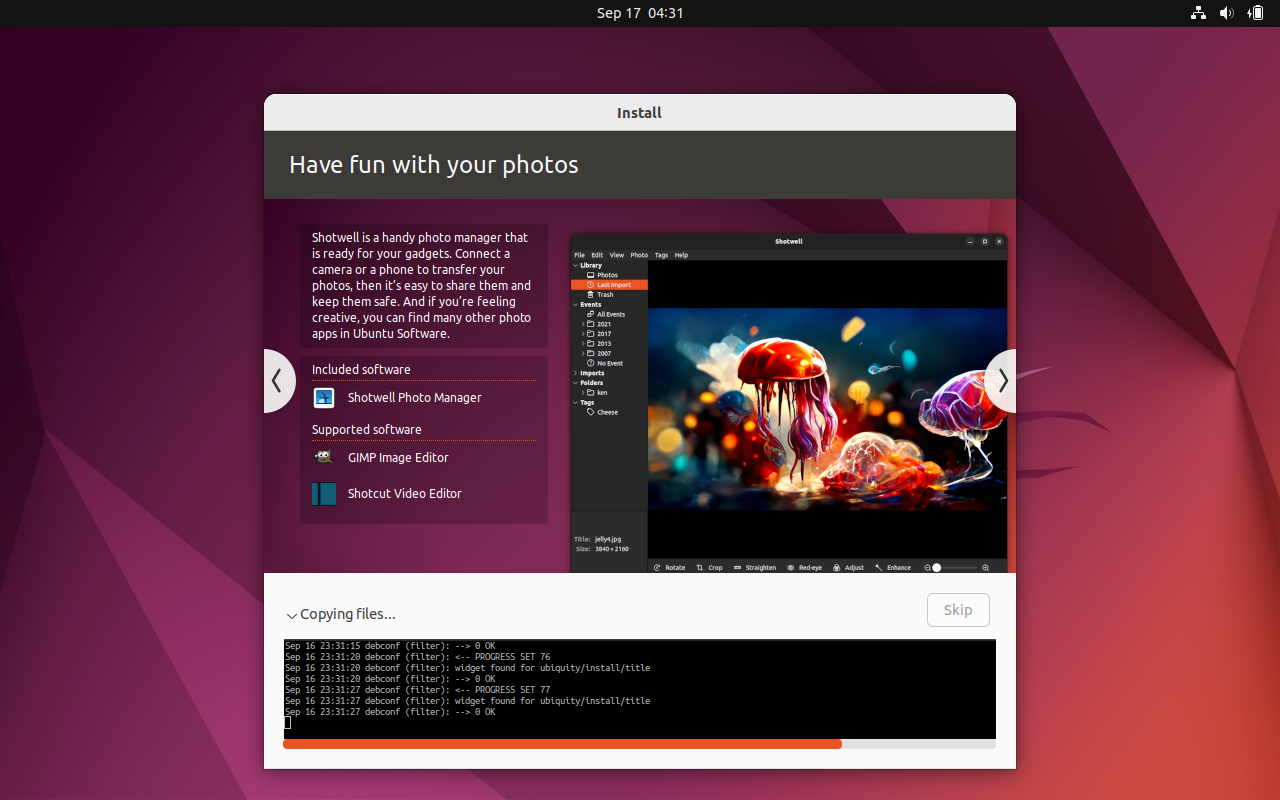 Sep 17 04:31
Install
Have fun with your photos
Shotwell is a handy photo manager that
is ready for your gadgets. Connect a
camera or a phone to transfer your
photos, then it's easy to share them and
keep them safe. And if you're feeling
creative, you can find many other photo
apps in Ubuntu Software.
Included software
Shotwell Photo Manager
Supported software
GIMP Image Editor
Shotcut Video Editor
Shotwell
File Edit View Photo Tags Help
Library
Photos
Last Import
Trash
Events
All Events
2021
2017
2013
2007
No Event
Imports
Folders
ken
Tags
Cheese
Title: jelly4.jpg
Size: 3840 × 2160
Rotate Crop Straighten Red-eye Adjust Enhance
Copying files...
Skip
Sep 16 23:31:15 debconf (filter): --> 0 OK
Sep 16 23:31:20 debconf (filter): <-- PROGRESS SET 76
Sep 16 23:31:20 debconf (filter): widget found for ubiquity/install/title
Sep 16 23:31:20 debconf (filter): --> 0 OK
Sep 16 23:31:27 debconf (filter): <-- PROGRESS SET 77
Sep 16 23:31:27 debconf (filter): widget found for ubiquity/install/title
Sep 16 23:31:27 debconf (filter): --> 0 OK